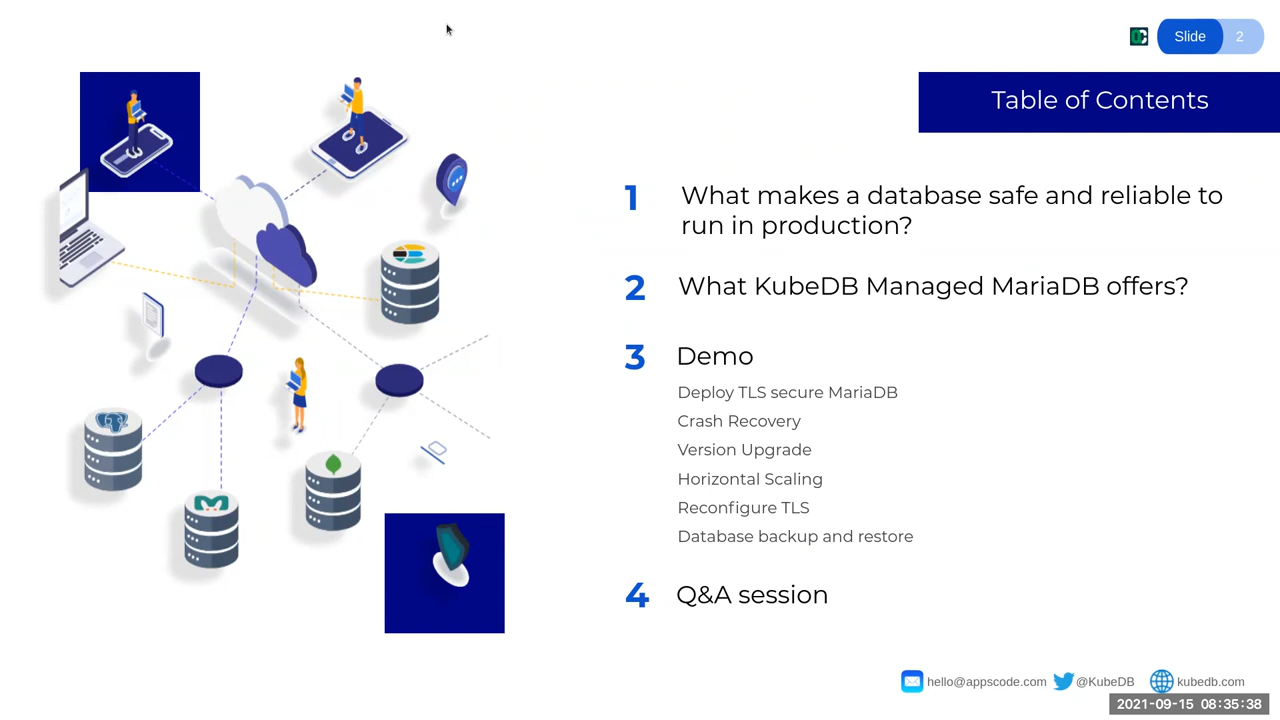 Slide 2
Table of Contents
1 What makes a database safe and reliable to
run in production?
2 What KubeDB Managed MariaDB offers?
3 Demo
Deploy TLS secure MariaDB
Crash Recovery
Version Upgrade
Horizontal Scaling
Reconfigure TLS
Database backup and restore
4 Q&A session
hello@appscode.com @KubeDB kubedb.com
2021-09-15 08:35:38